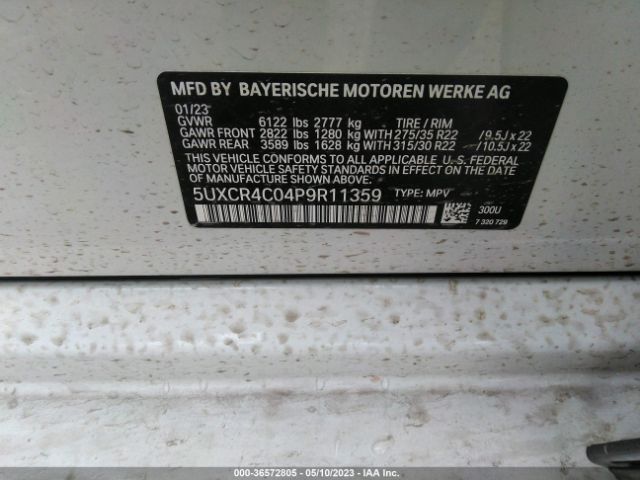 MFD BY BAYERISCHE MOTOREN WERKE AG
01/23
GVWR 6122 lbs 2777 kg TIRE / RIM
GAWR FRONT 2822 lbs 1280 kg WITH 275/35 R22 / 9.5J x 22
GAWR REAR 3589 lbs 1628 kg WITH 315/30 R22 / 10.5J x 22
THIS VEHICLE CONFORMS TO ALL APPLICABLE U. S. FEDERAL
MOTOR VEHICLE SAFETY STANDARDS IN EFFECT ON THE DATE
OF MANUFACTURE SHOWN ABOVE.
5UXCR4C04P9R11359 TYPE: MPV
300U
7 320 729
000-36572805 - 05/10/2023 - IAA Inc.